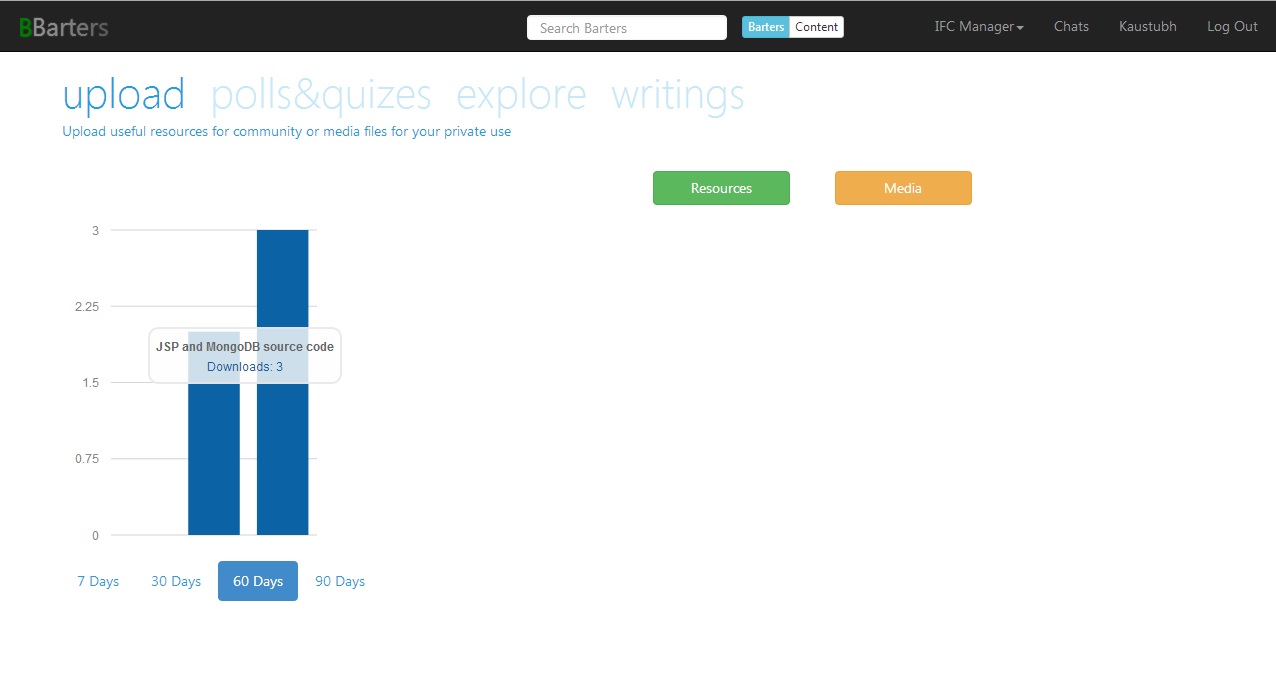 BBarters Search Barters Barters Content IFC Manager Chats Kaustubh Log Out
upload polls&quizes explore writings
Upload useful resources for community or media files for your private use
Resources Media
3
2.25
JSP and MongoDB source code
Downloads: 3
1.5
0.75
0
7 Days 30 Days 60 Days 90 Days